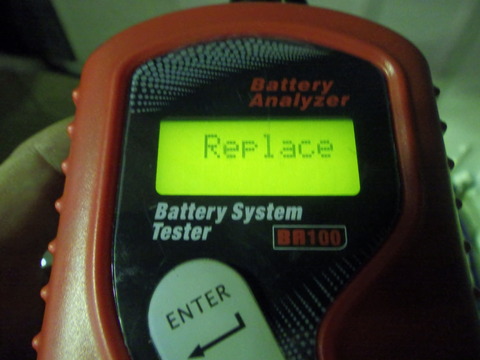 Battery
Analyzer
Replace
Battery System
Tester
BR100
ENTER